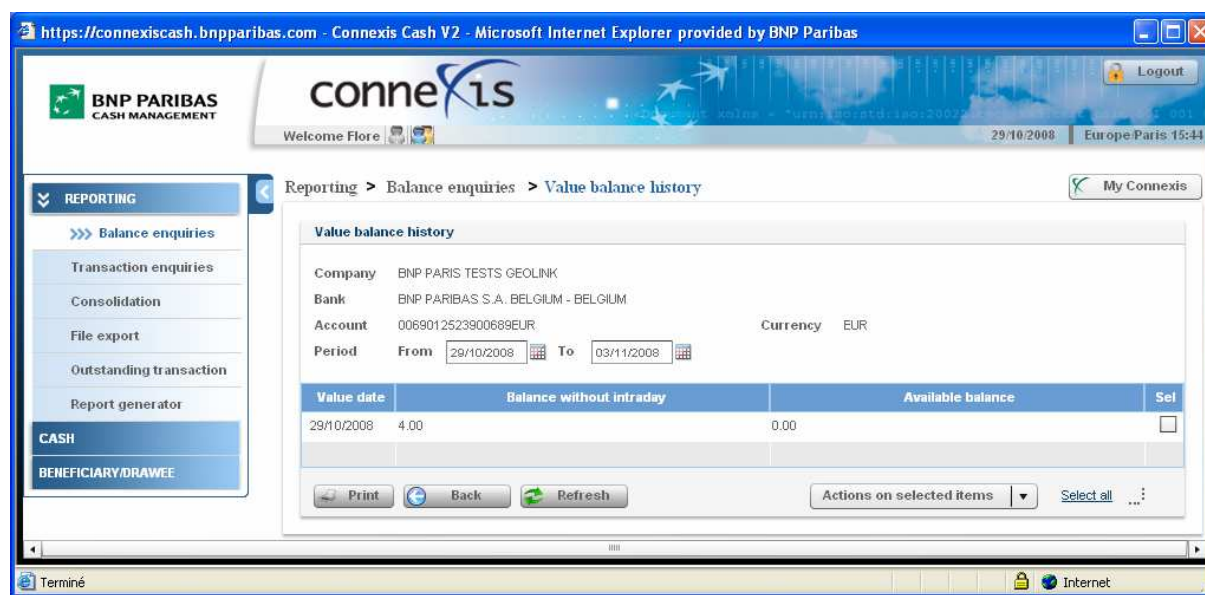 https://connexiscash.bnpparibas.com - Connexis Cash V2 - Microsoft Internet Explorer provided by BNP Paribas
BNP PARIBAS
CASH MANAGEMENT
connexis
Logout
Welcome Flore
29/10/2008 Europe/Paris 15:44
REPORTING
>>> Balance enquiries
Transaction enquiries
Consolidation
File export
Outstanding transaction
Report generator
CASH
BENEFICIARY/DRAWEE
Reporting > Balance enquiries > Value balance history
My Connexis
Value balance history
Company BNP PARIS TESTS GEOLINK
Bank BNP PARIBAS S.A. BELGIUM - BELGIUM
Account 0069012523900689EUR Currency EUR
Period From 29/10/2008 To 03/11/2008
Value date Balance without intraday Available balance Sel
29/10/2008 4.00 0.00
Print Back Refresh Actions on selected items Select all
Terminé Internet